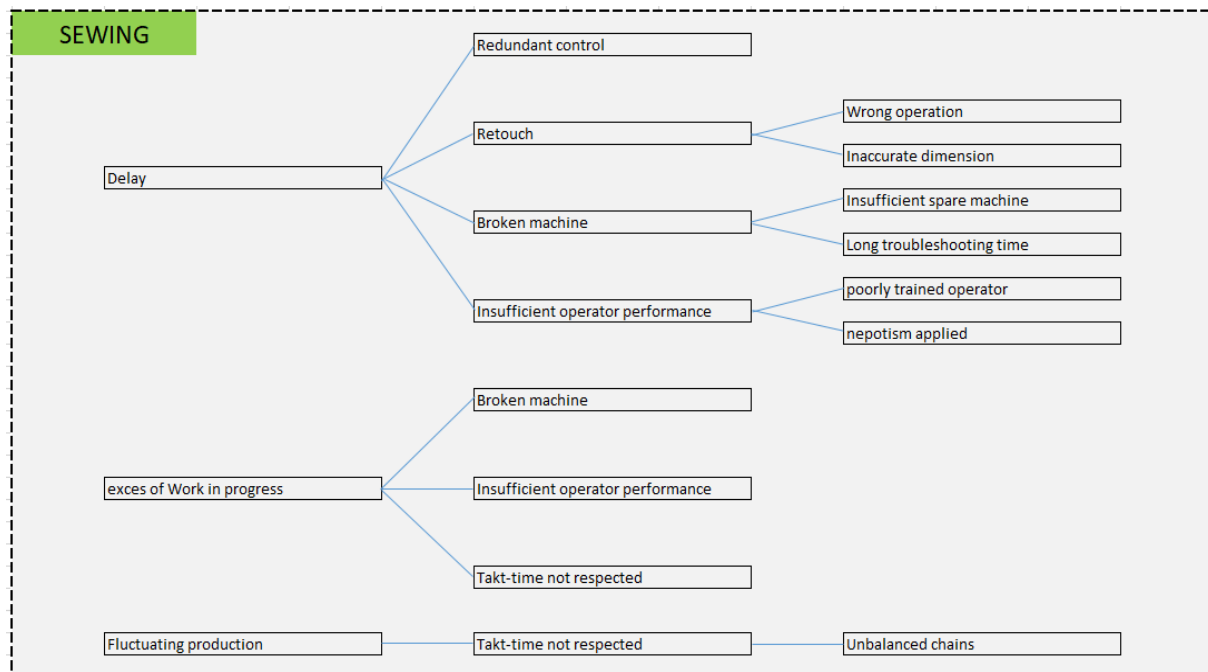 SEWING
Redundant control
Wrong operation
Retouch
Inaccurate dimension
Delay
Insufficient spare machine
Broken machine
Long troubleshooting time
poorly trained operator
Insufficient operator performance
nepotism applied
Broken machine
exces of Work in progress
Insufficient operator performance
Takt-time not respected
Fluctuating production
Takt-time not respected
Unbalanced chains